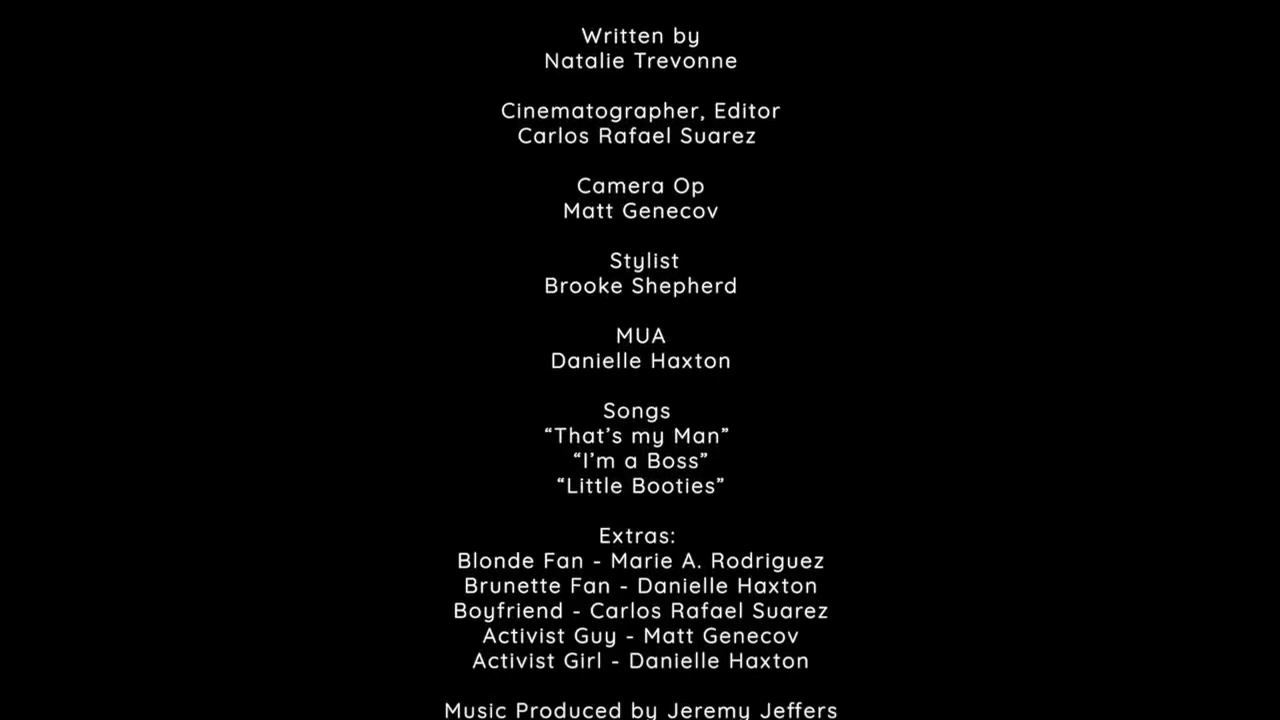 Written by
Natalie Trevonne
Cinematographer, Editor
Carlos Rafael Suarez
Camera Op
Matt Genecov
Stylist
Brooke Shepherd
MUA
Danielle Haxton
Songs
“That’s my Man”
“I’m a Boss”
“Little Booties”
Extras:
Blonde Fan - Marie A. Rodriguez
Brunette Fan - Danielle Haxton
Boyfriend - Carlos Rafael Suarez
Activist Guy - Matt Genecov
Activist Girl - Danielle Haxton
Music Produced by Jeremy Jeffers